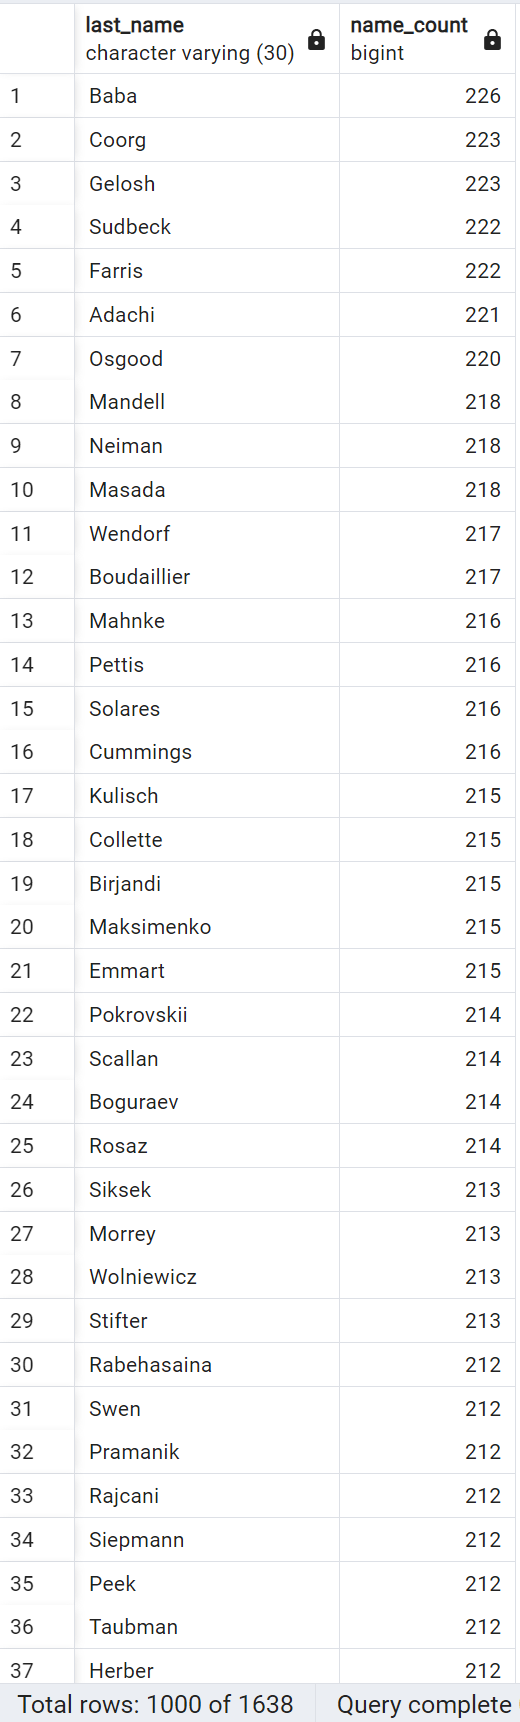 last_name name_count
character varying (30) bigint
1 Baba 226
2 Coorg 223
3 Gelosh 223
4 Sudbeck 222
5 Farris 222
6 Adachi 221
7 Osgood 220
8 Mandell 218
9 Neiman 218
10 Masada 218
11 Wendorf 217
12 Boudaillier 217
13 Mahnke 216
14 Pettis 216
15 Solares 216
16 Cummings 216
17 Kulisch 215
18 Collette 215
19 Birjandi 215
20 Maksimenko 215
21 Emmart 215
22 Pokrovskii 214
23 Scallan 214
24 Boguraev 214
25 Rosaz 214
26 Siksek 213
27 Morrey 213
28 Wolniewicz 213
29 Stifter 213
30 Rabehasaina 212
31 Swen 212
32 Pramanik 212
33 Rajcani 212
34 Siepmann 212
35 Peek 212
36 Taubman 212
37 Herber 212
Total rows: 1000 of 1638 Query complete